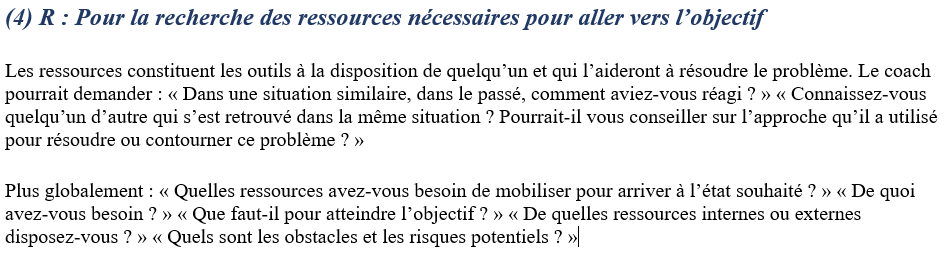 (4) R : Pour la recherche des ressources nécessaires pour aller vers l’objectif
Les ressources constituent les outils à la disposition de quelqu’un et qui l’aideront à résoudre le problème. Le coach
pourrait demander : « Dans une situation similaire, dans le passé, comment aviez-vous réagi ? » « Connaissez-vous
quelqu’un d’autre qui s’est retrouvé dans la même situation ? Pourrait-il vous conseiller sur l’approche qu’il a utilisé
pour résoudre ou contourner ce problème ? »
Plus globalement : « Quelles ressources avez-vous besoin de mobiliser pour arriver à l’état souhaité ? » « De quoi
avez-vous besoin ? » « Que faut-il pour atteindre l’objectif ? » « De quelles ressources internes ou externes
disposez-vous ? » « Quels sont les obstacles et les risques potentiels ? »